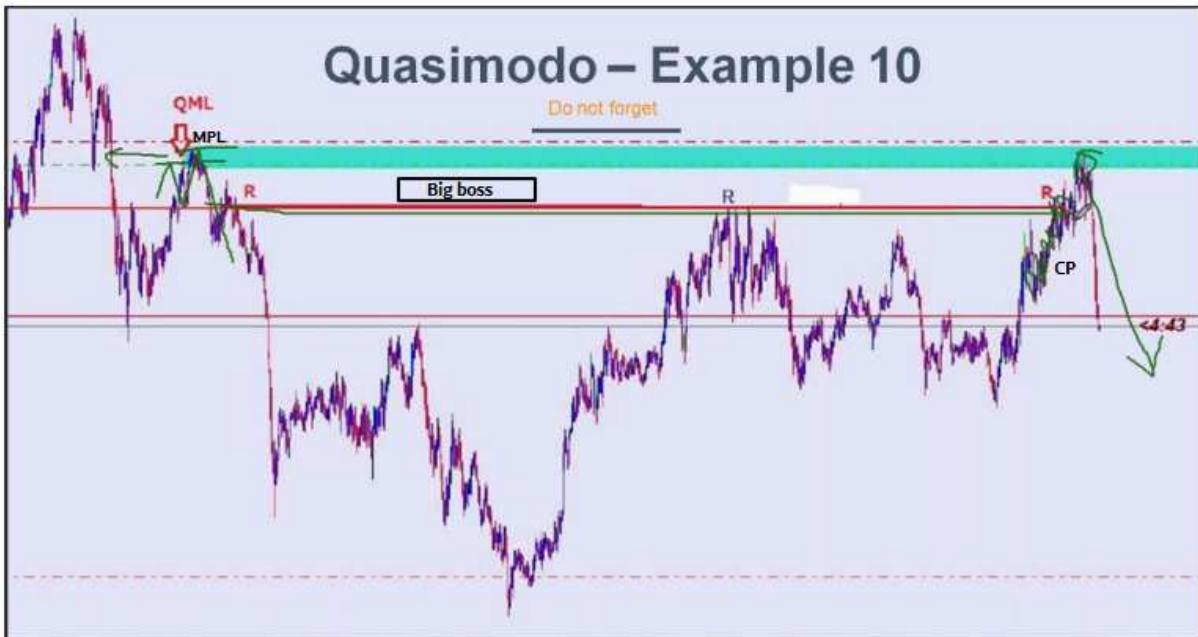 Quasimodo – Example 10
Do not forget
QML
MPL
R
Big boss
R
R
CP
<4:43